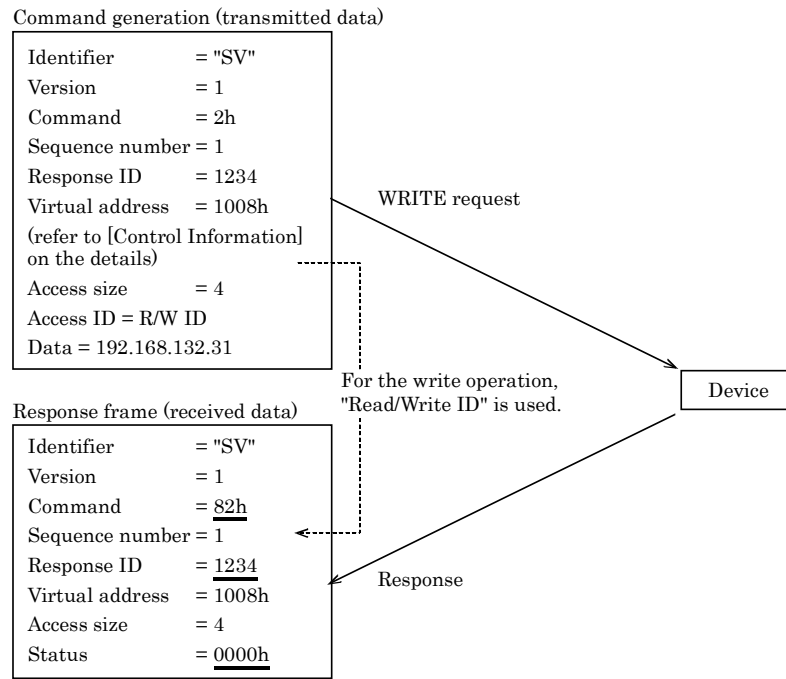 Command generation (transmitted data)
Identifier = "SV"
Version = 1
Command = 2h
Sequence number = 1
Response ID = 1234
Virtual address = 1008h
(refer to [Control Information]
on the details)
Access size = 4
Access ID = R/W ID
Data = 192.168.132.31
WRITE request
For the write operation,
"Read/Write ID" is used.
Device
Response frame (received data)
Identifier = "SV"
Version = 1
Command = 82h
Sequence number = 1
Response ID = 1234
Virtual address = 1008h
Access size = 4
Status = 0000h
Response